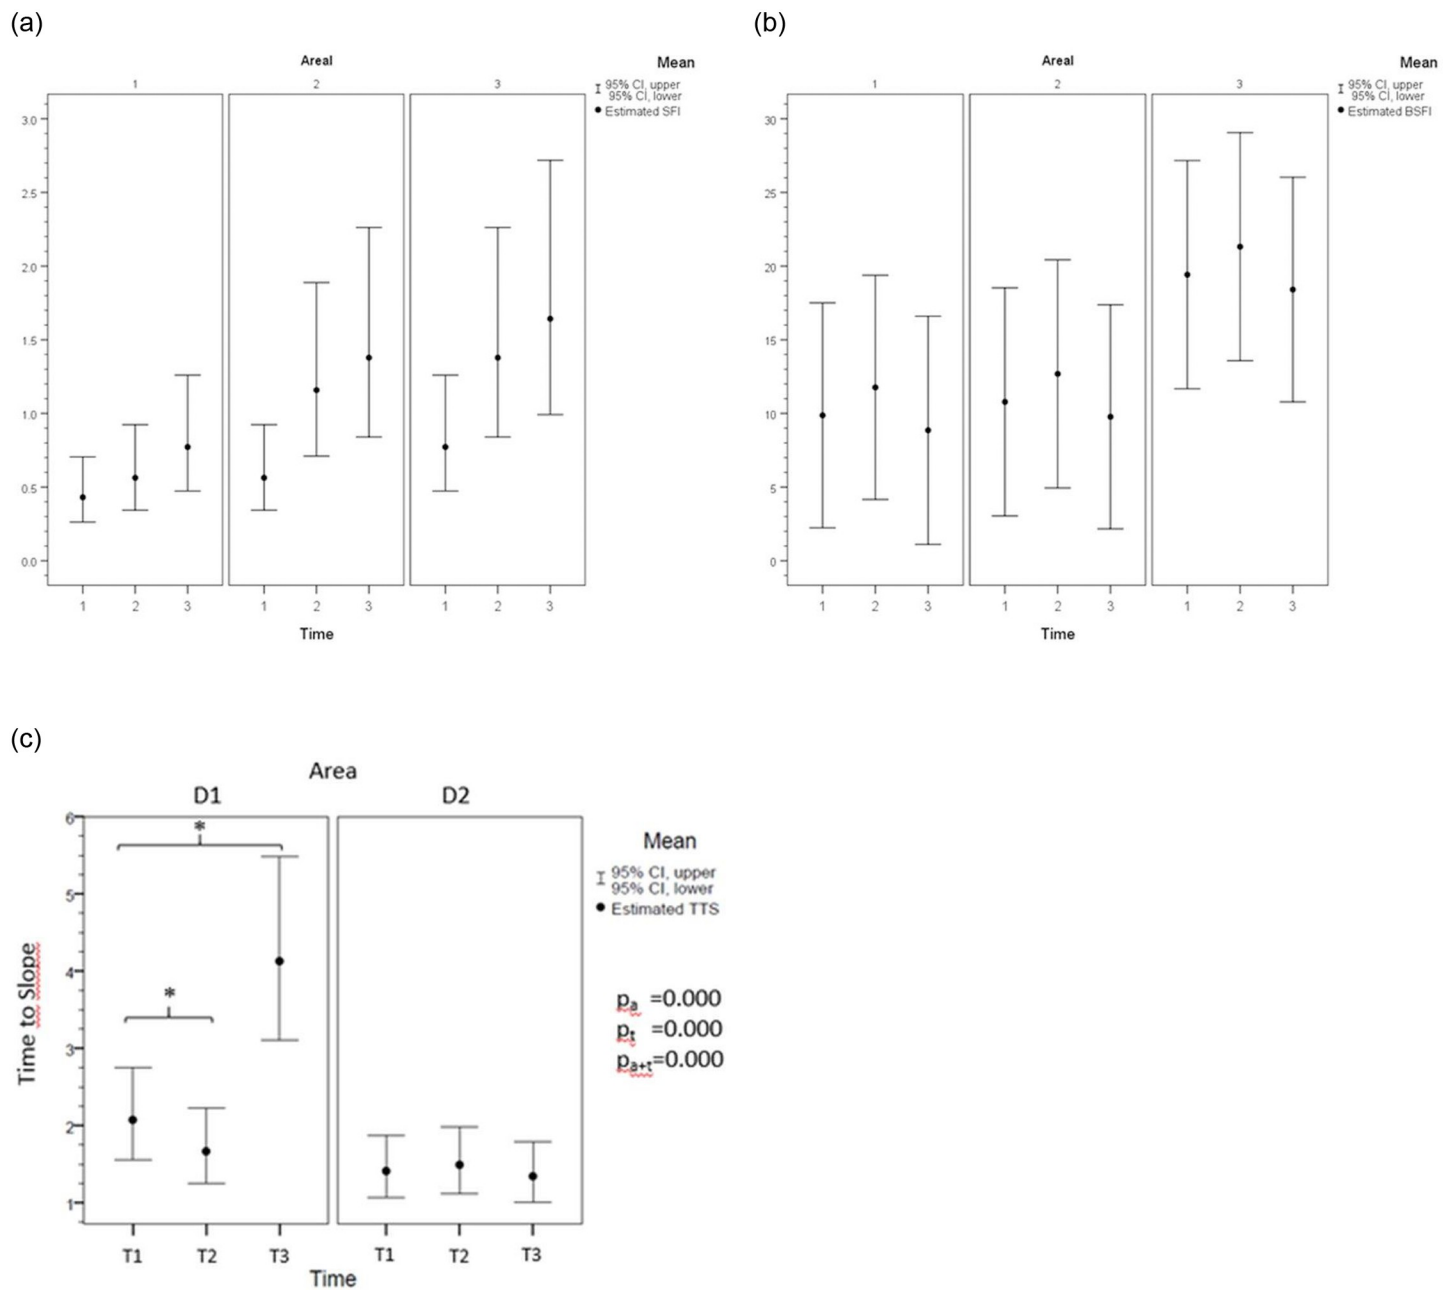 (a)
Areal
1 2 3
Mean
95% CI, upper
95% CI, lower
Estimated SFI
3.0
2.5
2.0
1.5
1.0
0.5
0.0
1 2 3 1 2 3 1 2 3
Time
(b)
Areal
1 2 3
Mean
95% CI, upper
95% CI, lower
Estimated BSFI
30
25
20
15
10
5
0
1 2 3 1 2 3 1 2 3
Time
(c)
Area
D1 D2
Mean
95% CI, upper
95% CI, lower
Estimated TTS
Time to Slope
6
5
4
3
2
1
*
*
pa =0.000
pt =0.000
pa+t=0.000
T1 T2 T3 T1 T2 T3
Time